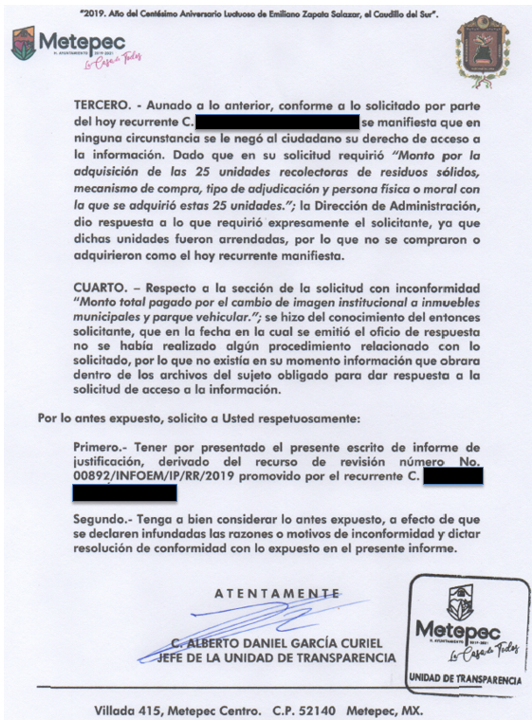 "2019. Año del Centésimo Aniversario Luctuoso de Emiliano Zapata Salazar, el Caudillo del Sur".
Metepec
H. AYUNTAMIENTO 2019-2021
La Casa de Todos
TERCERO. - Aunado a lo anterior, conforme a lo solicitado por parte
del hoy recurrente C. se manifiesta que en
ninguna circunstancia se le negó al ciudadano su derecho de acceso a
la información. Dado que en su solicitud requirió "Monto por la
adquisición de las 25 unidades recolectoras de residuos sólidos,
mecanismo de compra, tipo de adjudicación y persona física o moral con
la que se adquirió estas 25 unidades."; la Dirección de Administración,
dio respuesta a lo que requirió expresamente el solicitante, ya que
dichas unidades fueron arrendadas, por lo que no se compraron o
adquirieron como el hoy recurrente manifiesta.
CUARTO. – Respecto a la sección de la solicitud con inconformidad
"Monto total pagado por el cambio de imagen institucional a inmuebles
municipales y parque vehicular."; se hizo del conocimiento del entonces
solicitante, que en la fecha en la cual se emitió el oficio de respuesta
no se había realizado algún procedimiento relacionado con lo
solicitado, por lo que no existía en su momento información que obrara
dentro de los archivos del sujeto obligado para dar respuesta a la
solicitud de acceso a la información.
Por lo antes expuesto, solicito a Usted respetuosamente:
Primero.- Tener por presentado el presente escrito de informe de
justificación, derivado del recurso de revisión número No.
00892/INFOEM/IP/RR/2019 promovido por el recurrente C.
Segundo.- Tenga a bien considerar lo antes expuesto, a efecto de que
se declaren infundadas las razones o motivos de inconformidad y dictar
resolución de conformidad con lo expuesto en el presente informe.
ATENTAMENTE
C. ALBERTO DANIEL GARCÍA CURIEL
JEFE DE LA UNIDAD DE TRANSPARENCIA
Metepec
H. AYUNTAMIENTO 2019-2021
La Casa de Todos
UNIDAD DE TRANSPARENCIA
Villada 415, Metepec Centro. C.P. 52140 Metepec, MX.